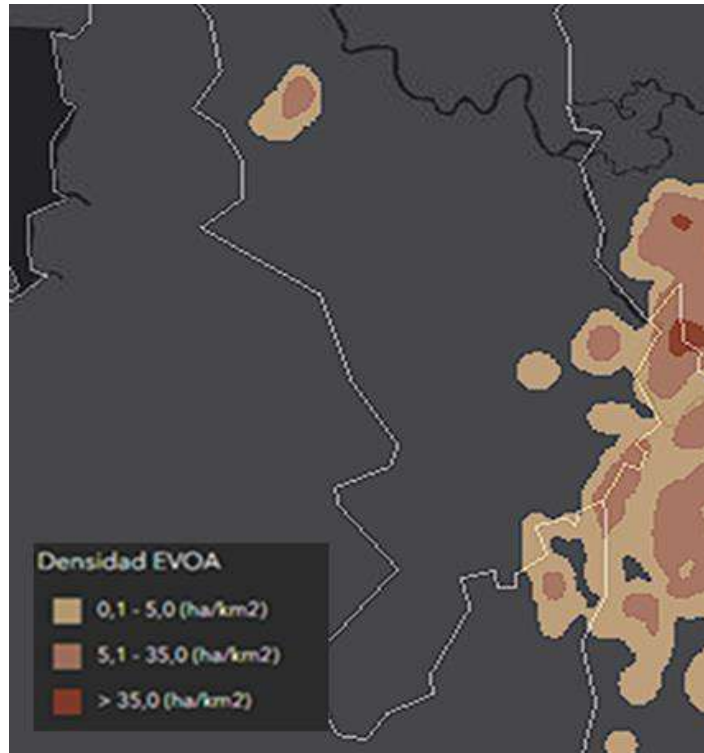 Densidad EVOA
0,1 - 5,0 (ha/km2)
5,1 - 35,0 (ha/km2)
> 35,0 (ha/km2)